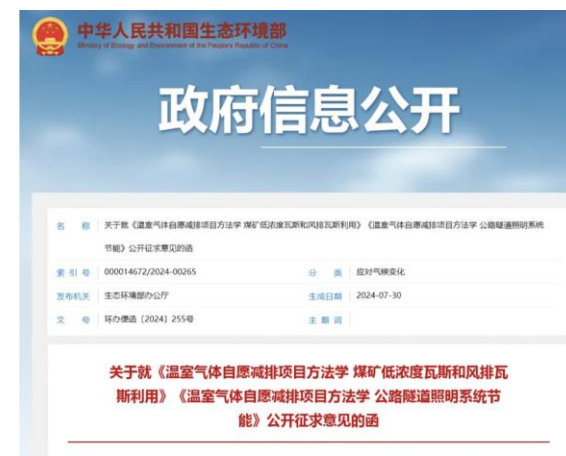 中华人民共和国生态环境部
Ministry of Ecology and Environment of the People's Republic of China
政府信息公开
名 称 关于就《温室气体自愿减排项目方法学 煤矿低浓度瓦斯和风排瓦斯利用》《温室气体自愿减排项目方法学 公路隧道照明系统
节能》公开征求意见的函
索 引 号 000014672/2024-00265 分 类 应对气候变化
发布机关 生态环境部办公厅 生成日期 2024-07-30
文 号 环办便函〔2024〕255号 主 题 词
关于就《温室气体自愿减排项目方法学 煤矿低浓度瓦斯和风排瓦
斯利用》《温室气体自愿减排项目方法学 公路隧道照明系统节
能》公开征求意见的函